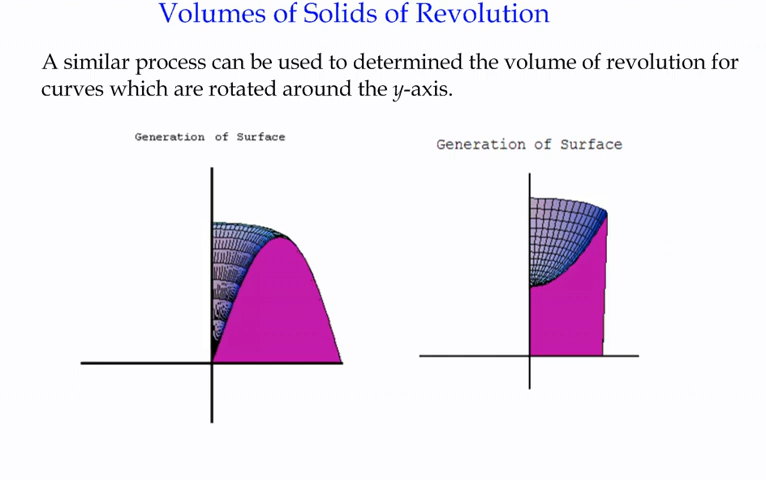 Volumes of Solids of Revolution
A similar process can be used to determined the volume of revolution for
curves which are rotated around the y-axis.
Generation of Surface
Generation of Surface